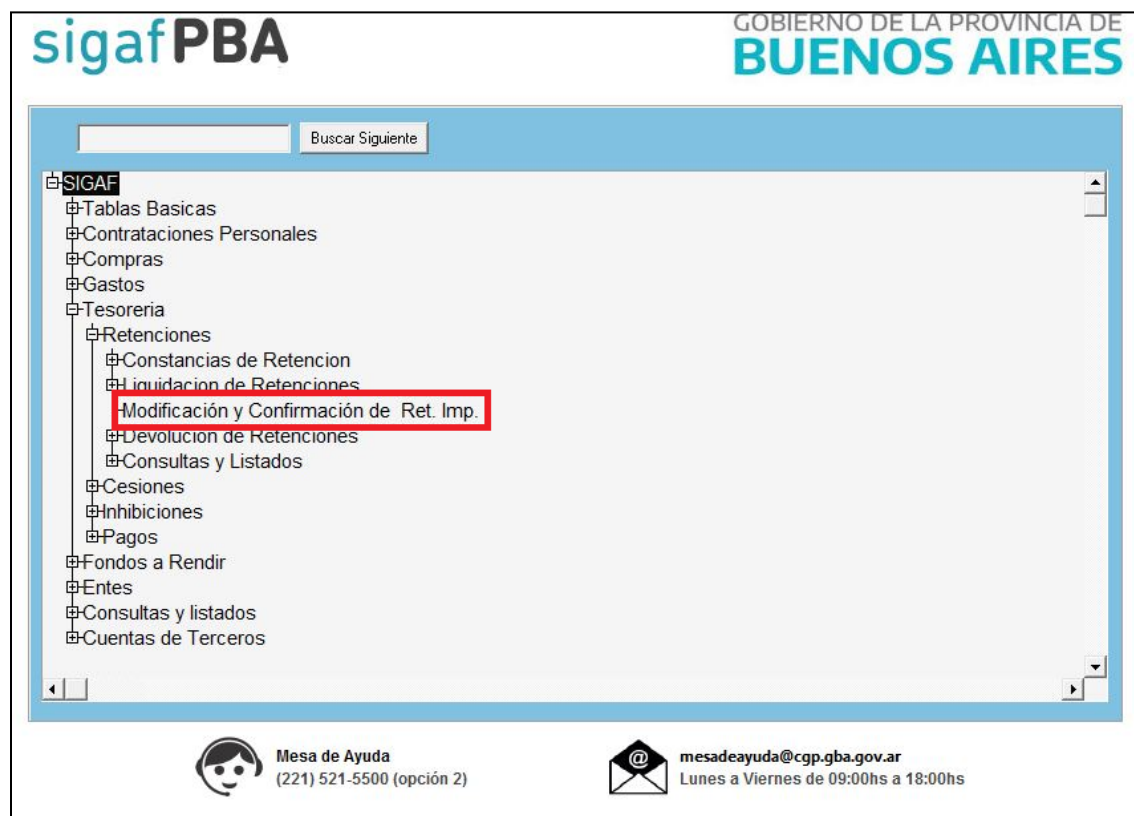 sigafPBA
GOBIERNO DE LA PROVINCIA DE
BUENOS AIRES
Buscar Siguiente
SIGAF
Tablas Basicas
Contrataciones Personales
Compras
Gastos
Tesoreria
Retenciones
Constancias de Retencion
Liquidacion de Retenciones
Modificación y Confirmación de Ret. Imp.
Devolucion de Retenciones
Consultas y Listados
Cesiones
Inhibiciones
Pagos
Fondos a Rendir
Entes
Consultas y listados
Cuentas de Terceros
Mesa de Ayuda
(221) 521-5500 (opción 2)
@
mesadeayuda@cgp.gba.gov.ar
Lunes a Viernes de 09:00hs a 18:00hs